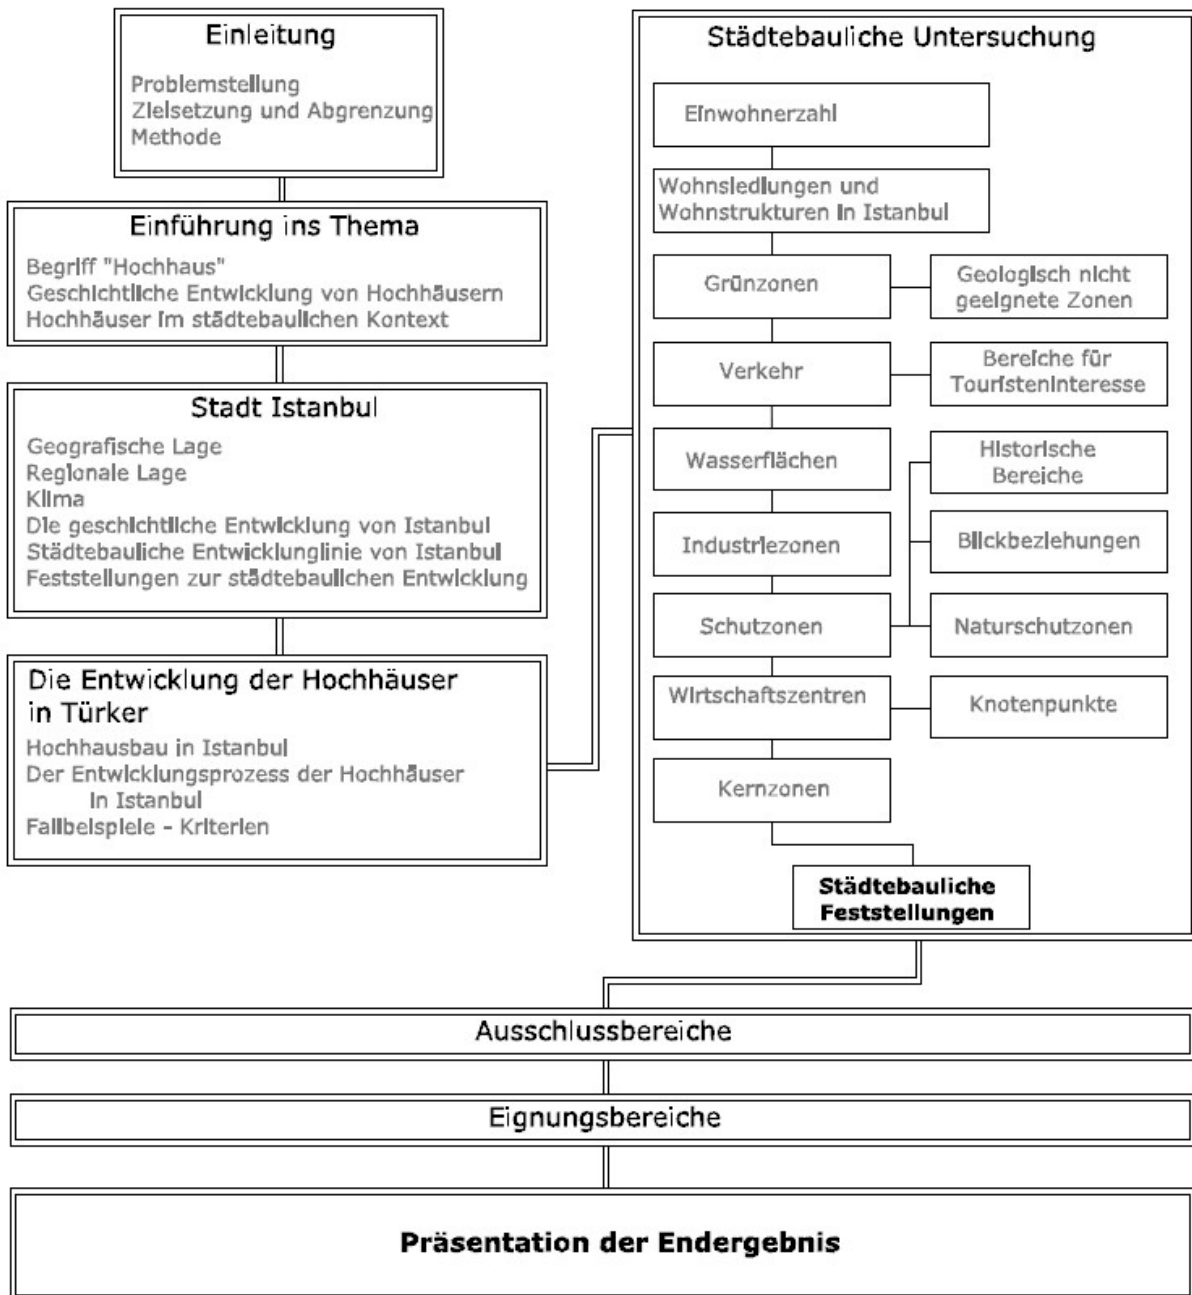 Einleitung
Problemstellung
Zielsetzung und Abgrenzung
Methode
Einführung ins Thema
Begriff "Hochhaus"
Geschichtliche Entwicklung von Hochhäusern
Hochhäuser im städtebaulichen Kontext
Stadt Istanbul
Geografische Lage
Regionale Lage
Klima
Die geschichtliche Entwicklung von Istanbul
Städtebauliche Entwicklunglinie von Istanbul
Feststellungen zur städtebaulichen Entwicklung
Die Entwicklung der Hochhäuser
in Türker
Hochhausbau in Istanbul
Der Entwicklungsprozess der Hochhäuser
in Istanbul
Fallbeispiele - Kriterien
Städtebauliche Untersuchung
Einwohnerzahl
Wohnsiedlungen und
Wohnstrukturen in Istanbul
Grünzonen
Geologisch nicht
geeignete Zonen
Verkehr
Bereiche für
Touristeninteresse
Wasserflächen
Historische
Bereiche
Industriezonen
Blickbeziehungen
Schutzonen
Naturschutzonen
Wirtschaftszentren
Knotenpunkte
Kernzonen
Städtebauliche
Feststellungen
Ausschlussbereiche
Eignungsbereiche
Präsentation der Endergebnis